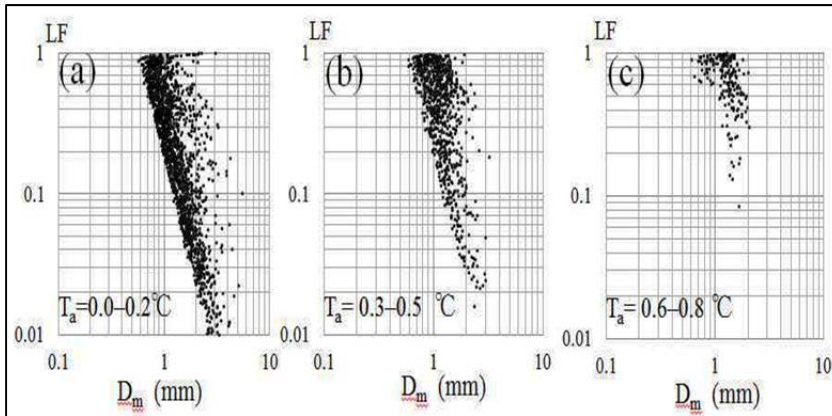 LF
1
(a)
0.1
Tₐ=0.0–0.2°C
0.01
0.1 1 10
Dₘ (mm)
LF
1
(b)
0.1
Tₐ=0.3–0.5 °C
0.01
0.1 1 10
Dₘ (mm)
LF
1
(c)
0.1
Tₐ=0.6–0.8 °C
0.01
0.1 1 10
Dₘ (mm)